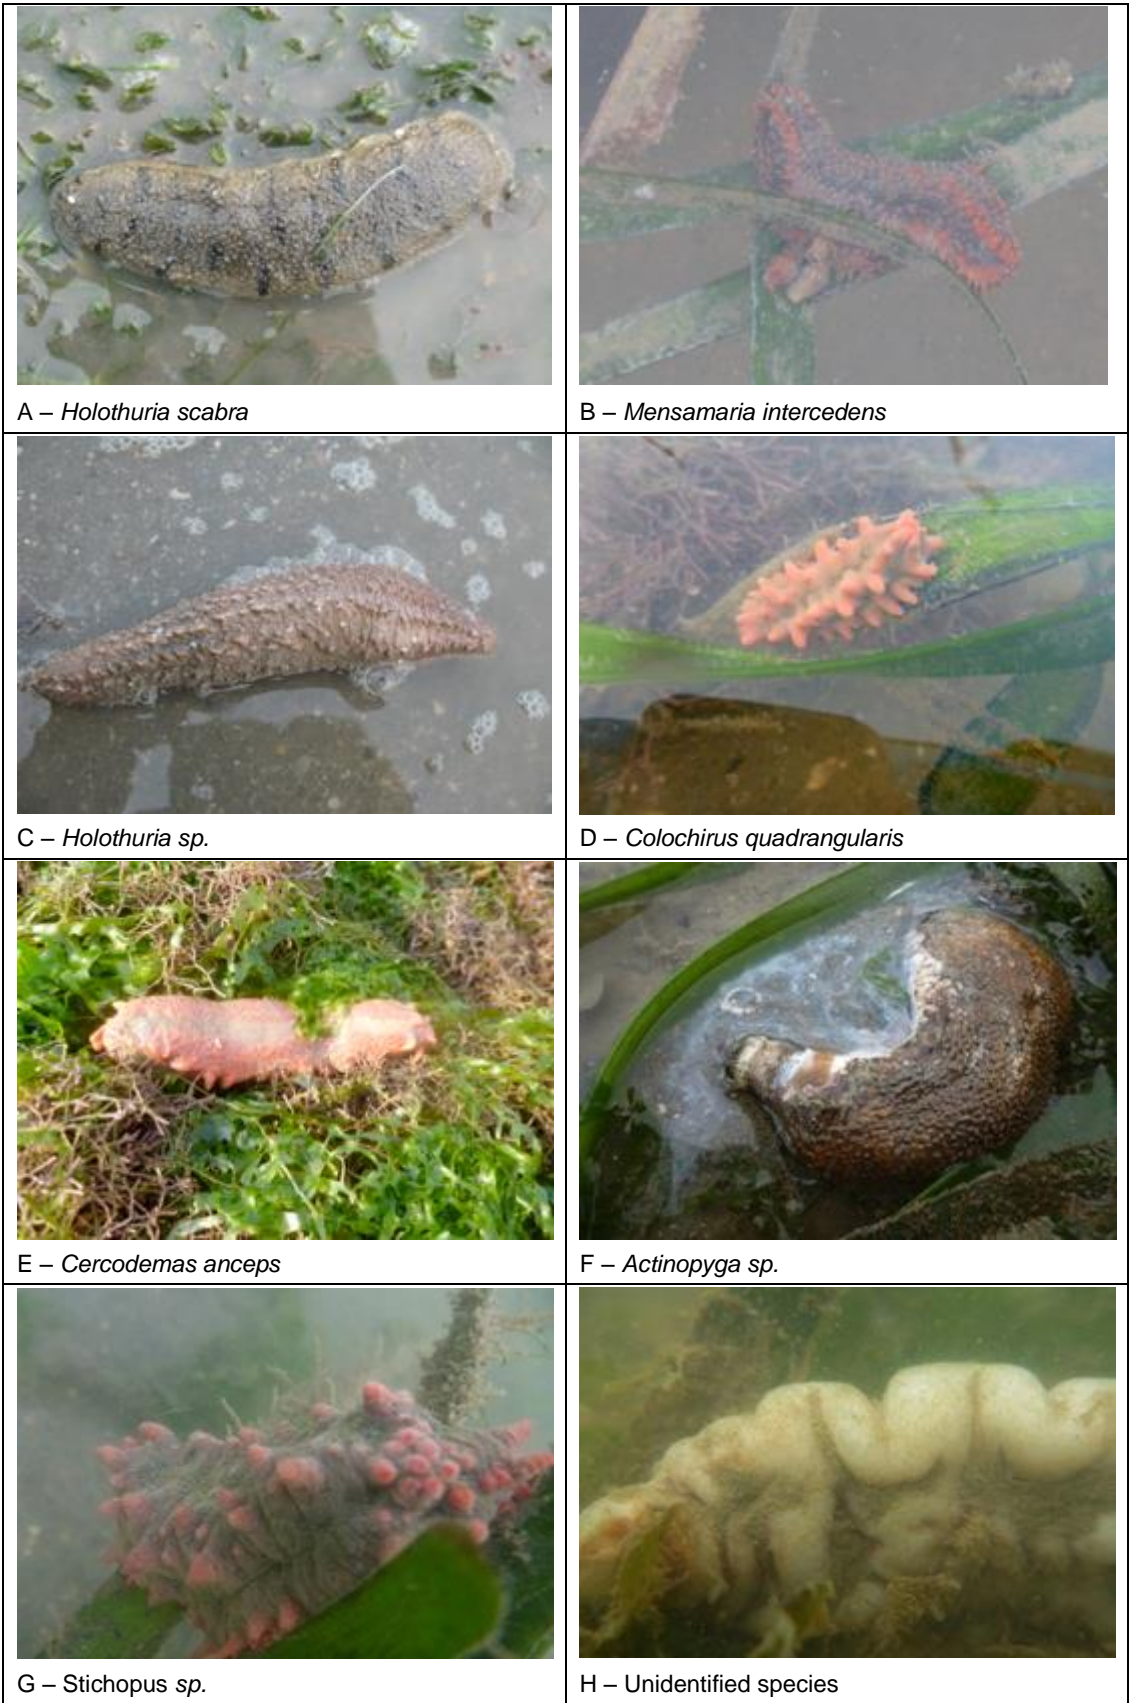 A – Holothuria scabra
B – Mensamaria intercedens
C – Holothuria sp.
D – Colochirus quadrangularis
E – Cercodemas anceps
F – Actinopyga sp.
G – Stichopus sp.
H – Unidentified species